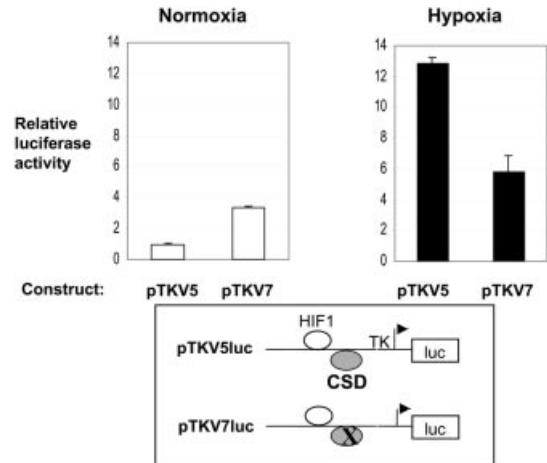 Normoxia
Hypoxia
Relative
luciferase
activity
14
12
10
8
6
4
2
0
14
12
10
8
6
4
2
0
Construct: pTKV5 pTKV7 pTKV5 pTKV7
HIF1
pTKV5luc TK luc
CSD
pTKV7luc X luc